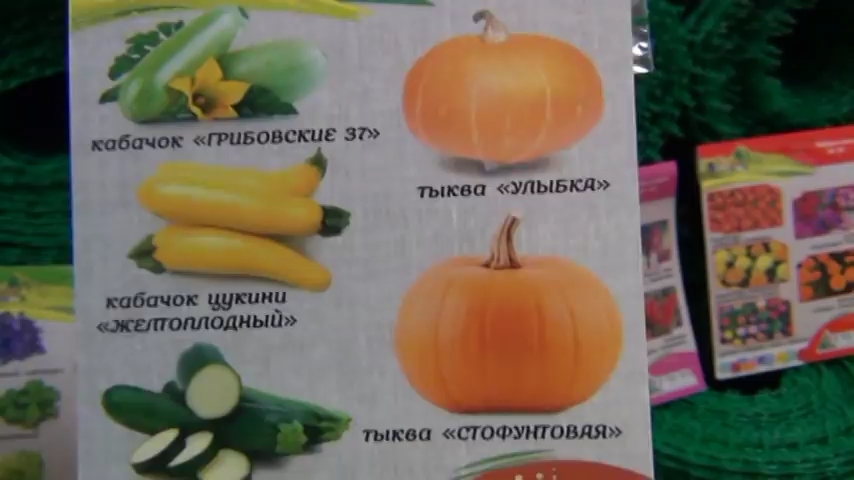 кабачок «ГРИБОВСКИЕ 37»
тыква «УЛЫБКА»
кабачок цукини
«ЖЕЛТОПЛОДНЫЙ»
тыква «СТОФУНТОВАЯ»